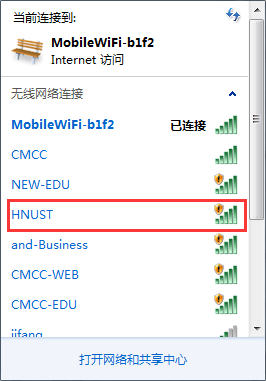 当前连接到:
MobileWiFi-b1f2
Internet 访问
无线网络连接
MobileWiFi-b1f2 已连接
CMCC
NEW-EDU
HNUST
and-Business
CMCC-WEB
CMCC-EDU
打开网络和共享中心